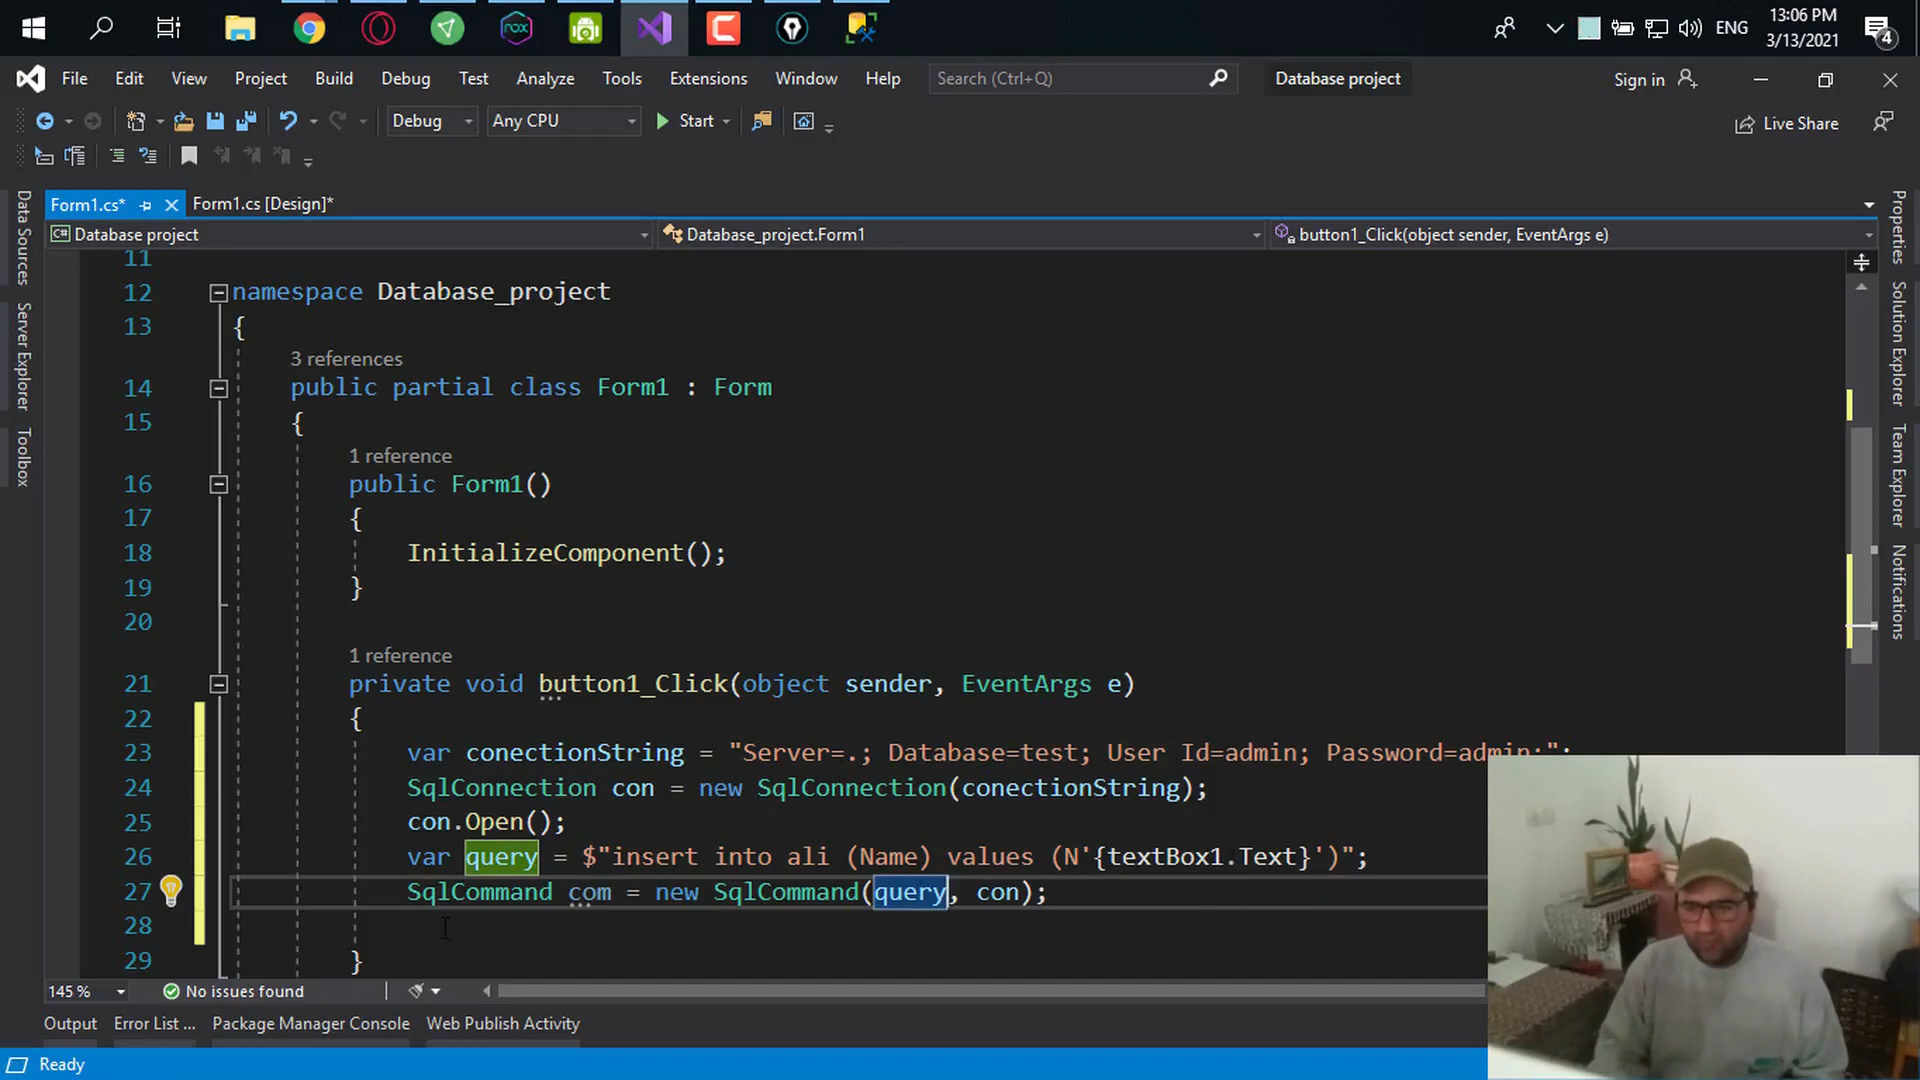 nox
ENG
13:06 PM
3/13/2021
4
File Edit View Project Build Debug Test Analyze Tools Extensions Window Help Search (Ctrl+Q) Database project Sign in
Debug Any CPU Start Live Share
Form1.cs* Form1.cs [Design]*
C# Database project Database_project.Form1 button1_Click(object sender, EventArgs e)
Data Sources
Server Explorer
Toolbox
Properties
Solution Explorer
Team Explorer
Notifications
11
12 namespace Database_project
13 {
3 references
14 public partial class Form1 : Form
15 {
1 reference
16 public Form1()
17 {
18 InitializeComponent();
19 }
20
1 reference
21 private void button1_Click(object sender, EventArgs e)
22 {
23 var conectionString = "Server=.; Database=test; User Id=admin; Password=admin;";
24 SqlConnection con = new SqlConnection(conectionString);
25 con.Open();
26 var query = $"insert into ali (Name) values (N'{textBox1.Text}')";
27 SqlCommand com = new SqlCommand(query, con);
28
29 }
145 % No issues found
Output Error List ... Package Manager Console Web Publish Activity
Ready